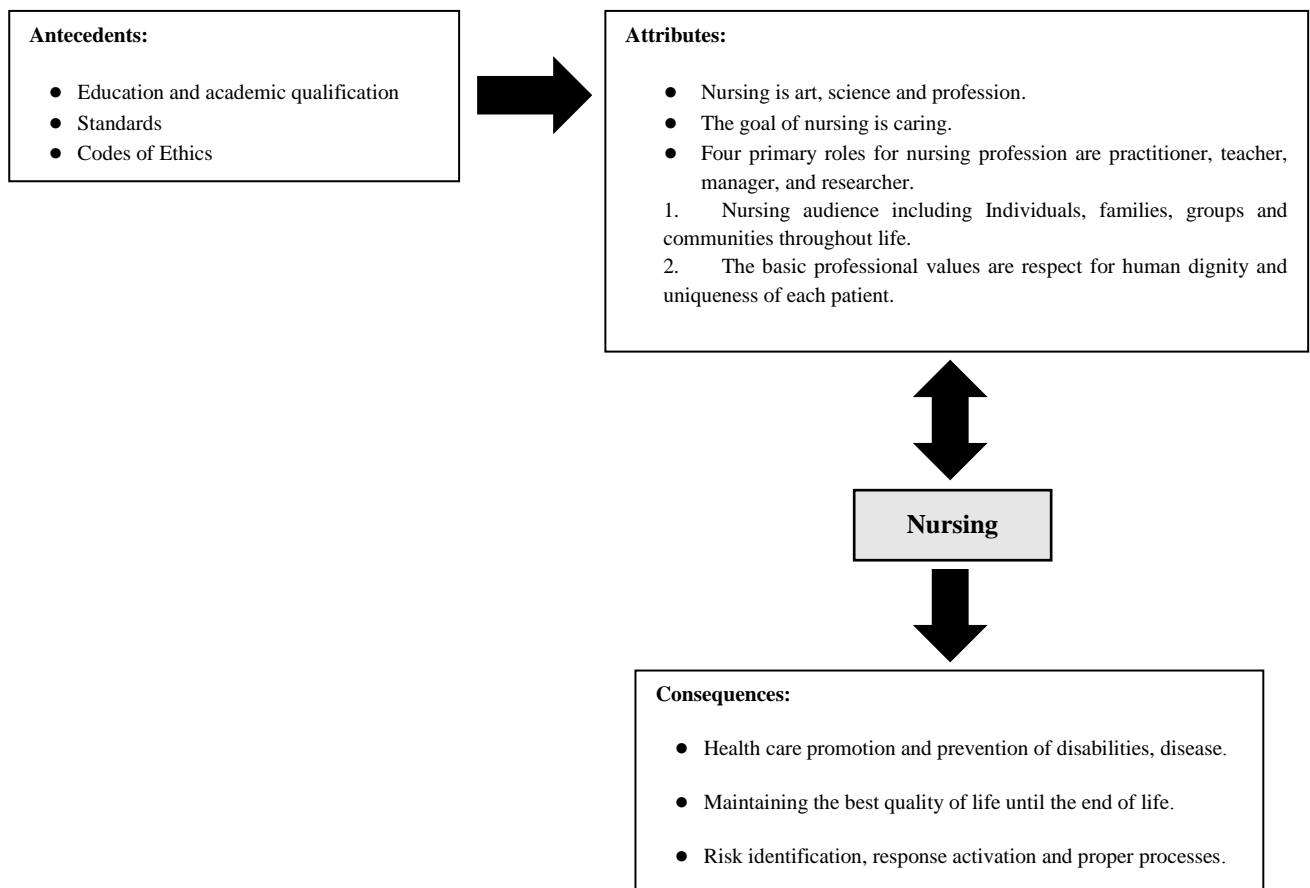 Antecedents:
● Education and academic qualification
● Standards
● Codes of Ethics
Attributes:
● Nursing is art, science and profession.
● The goal of nursing is caring.
● Four primary roles for nursing profession are practitioner, teacher,
manager, and researcher.
1. Nursing audience including Individuals, families, groups and
communities throughout life.
2. The basic professional values are respect for human dignity and
uniqueness of each patient.
Nursing
Consequences:
● Health care promotion and prevention of disabilities, disease.
● Maintaining the best quality of life until the end of life.
● Risk identification, response activation and proper processes.